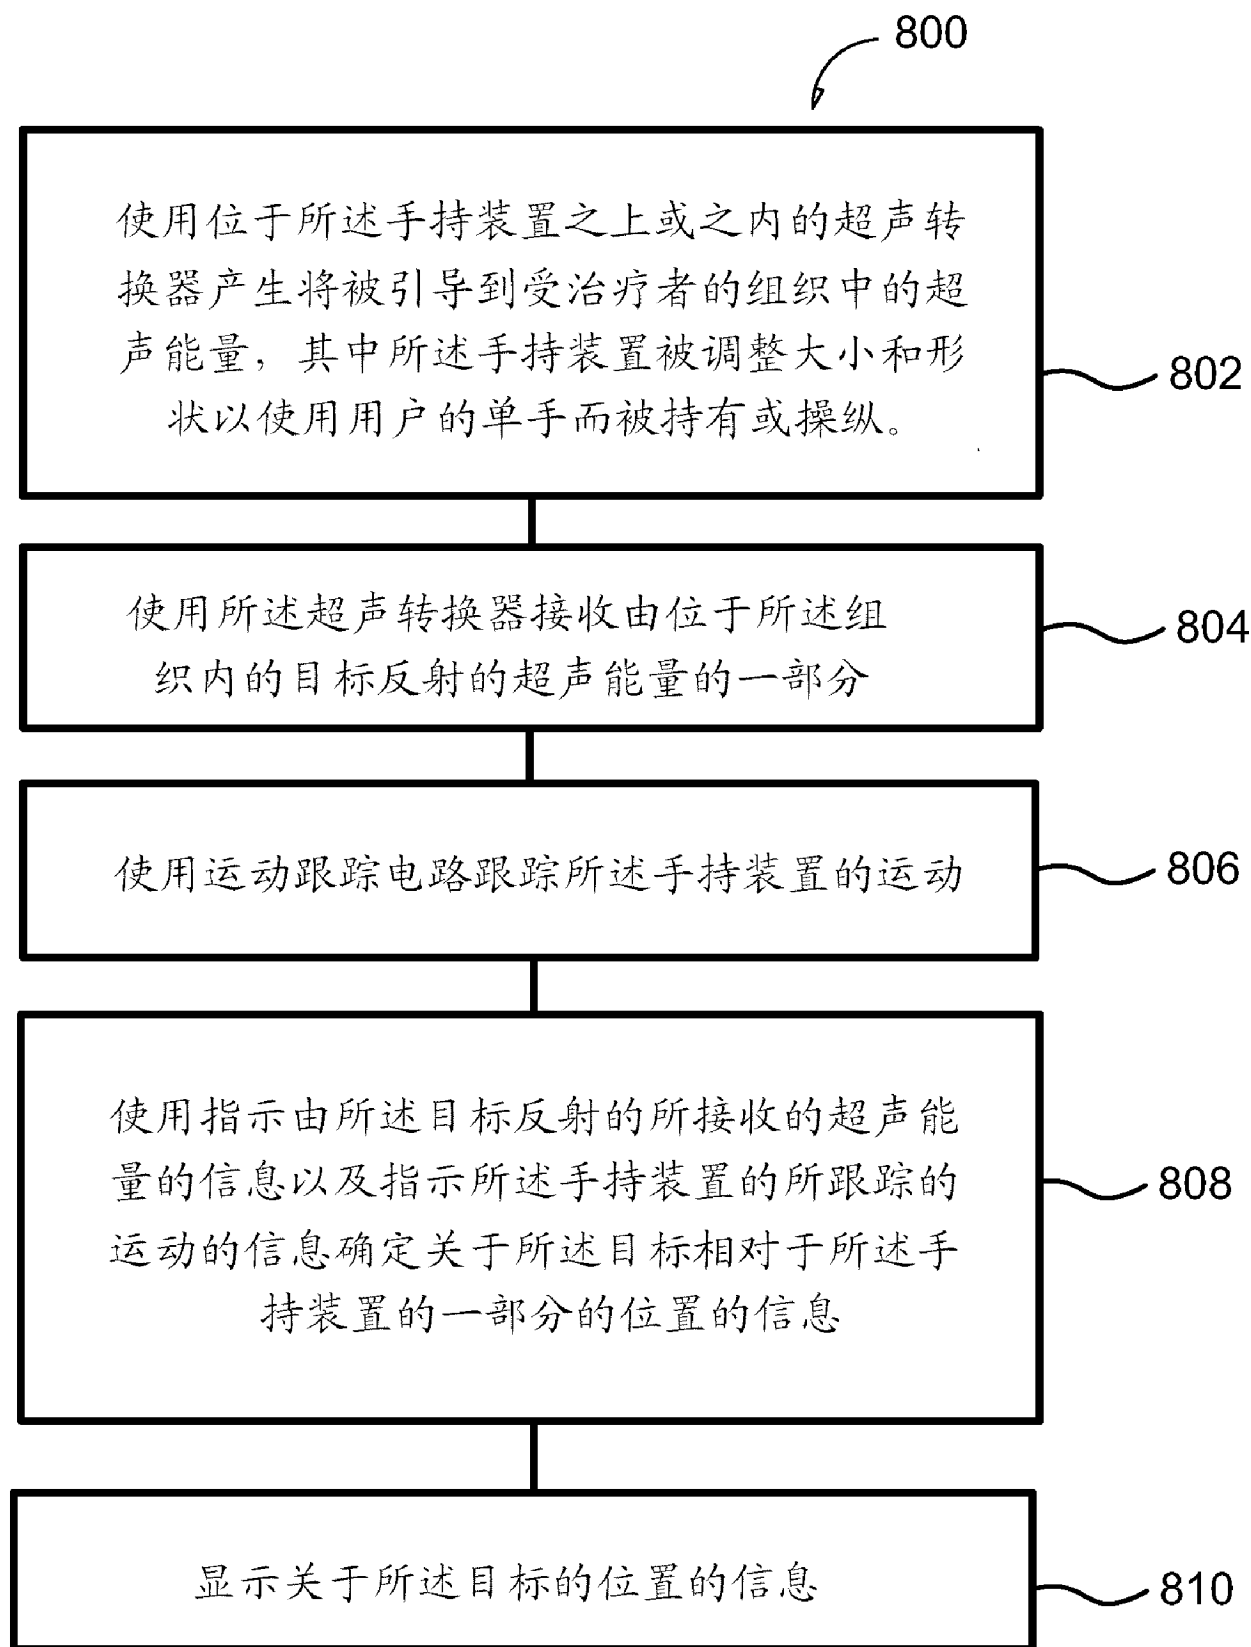 800
使用位于所述手持装置之上或之内的超声转
换器产生将被引导到受治疗者的组织中的超
声能量，其中所述手持装置被调整大小和形
状以使用用户的单手而被持有或操纵。
802
使用所述超声转换器接收由位于所述组
织内的目标反射的超声能量的一部分
804
使用运动跟踪电路跟踪所述手持装置的运动
806
使用指示由所述目标反射的所接收的超声能
量的信息以及指示所述手持装置的所跟踪的
运动的信息确定关于所述目标相对于所述手
持装置的一部分的位置的信息
808
显示关于所述目标的位置的信息
810